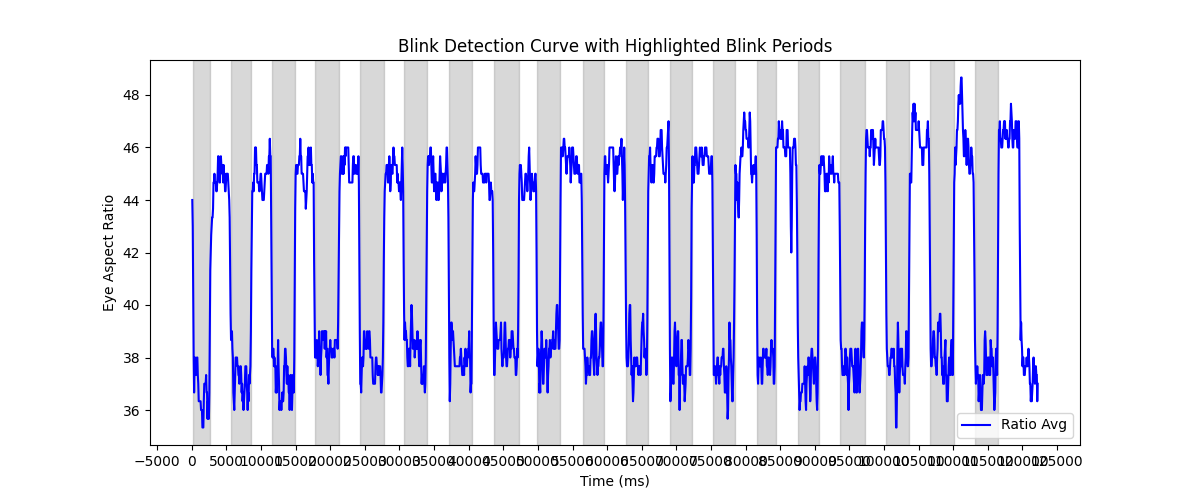 Blink Detection Curve with Highlighted Blink Periods
Eye Aspect Ratio
48
46
44
42
40
38
36
Ratio Avg
−5000 0 5000 10000 15000 20000 25000 30000 35000 40000 45000 50000 55000 60000 65000 70000 75000 80000 85000 90000 95000 100000 105000 110000 115000 120000 125000
Time (ms)